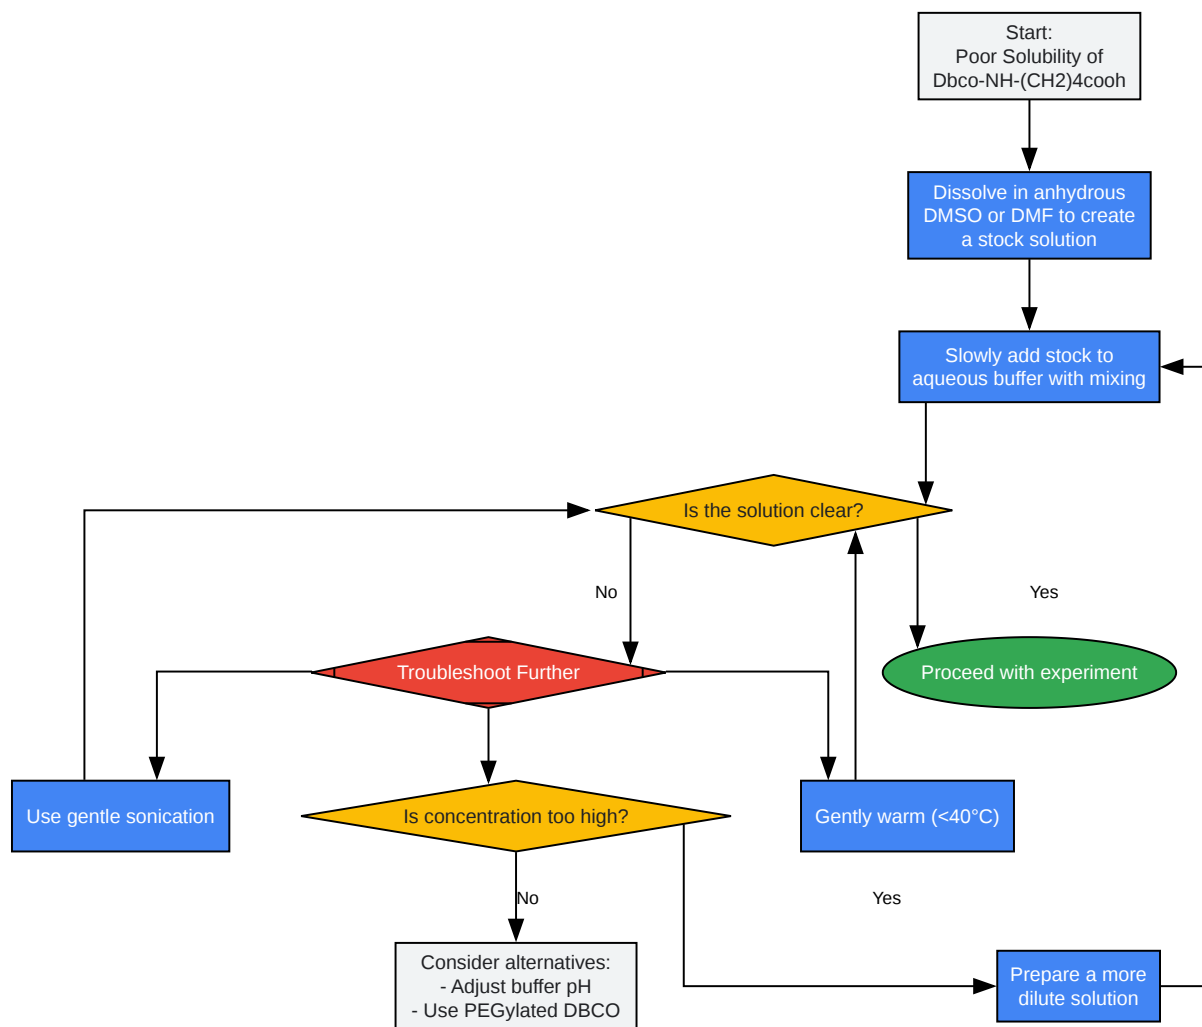 Start:
Poor Solubility of
Dbco-NH-(CH2)4cooh
Dissolve in anhydrous
DMSO or DMF to create
a stock solution
Slowly add stock to
aqueous buffer with mixing
Is the solution clear?
No
Yes
Troubleshoot Further
Proceed with experiment
Use gentle sonication
Is concentration too high?
Gently warm (<40°C)
No
Yes
Consider alternatives:
- Adjust buffer pH
- Use PEGylated DBCO
Prepare a more
dilute solution